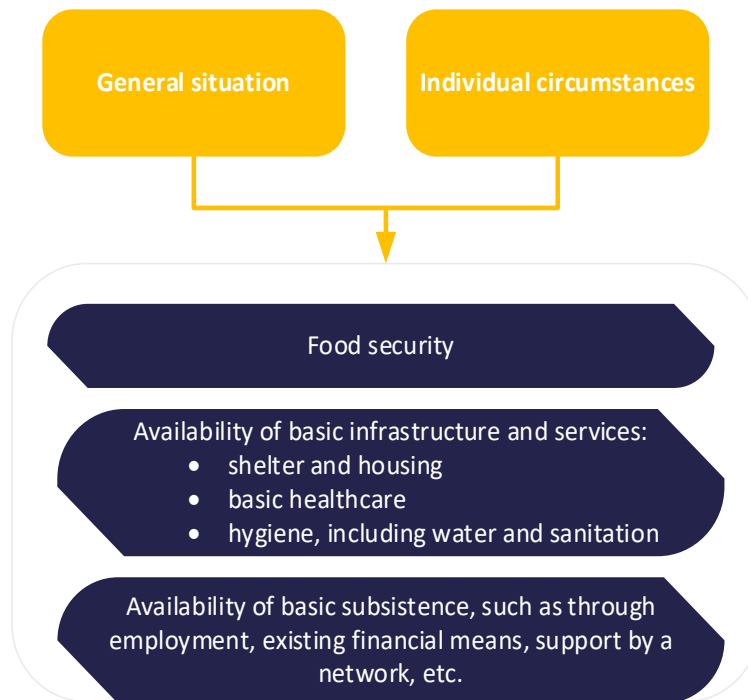 General situation
Individual circumstances
Food security
Availability of basic infrastructure and services:
• shelter and housing
• basic healthcare
• hygiene, including water and sanitation
Availability of basic subsistence, such as through
employment, existing financial means, support by a
network, etc.